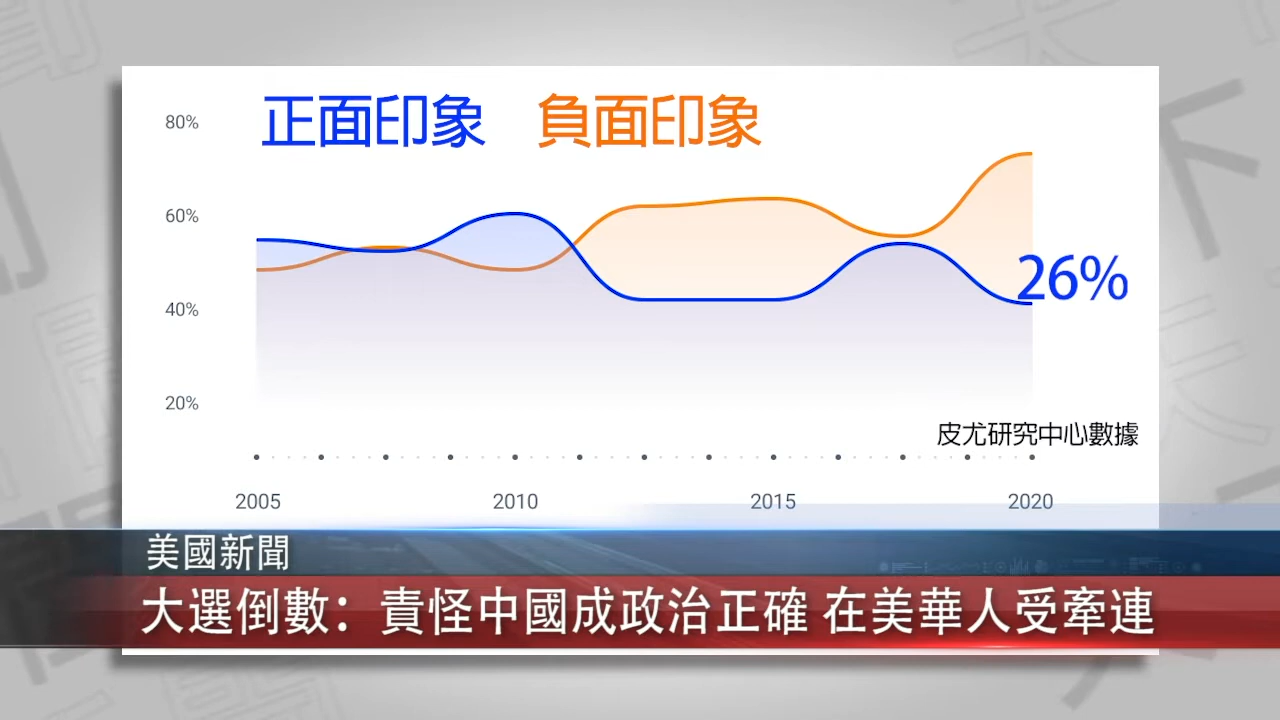 正面印象 負面印象
80%
60%
26%
40%
20%
皮尤研究中心數據
2005 2010 2015 2020
美國新聞
大選倒數：責怪中國成政治正確 在美華人受牽連